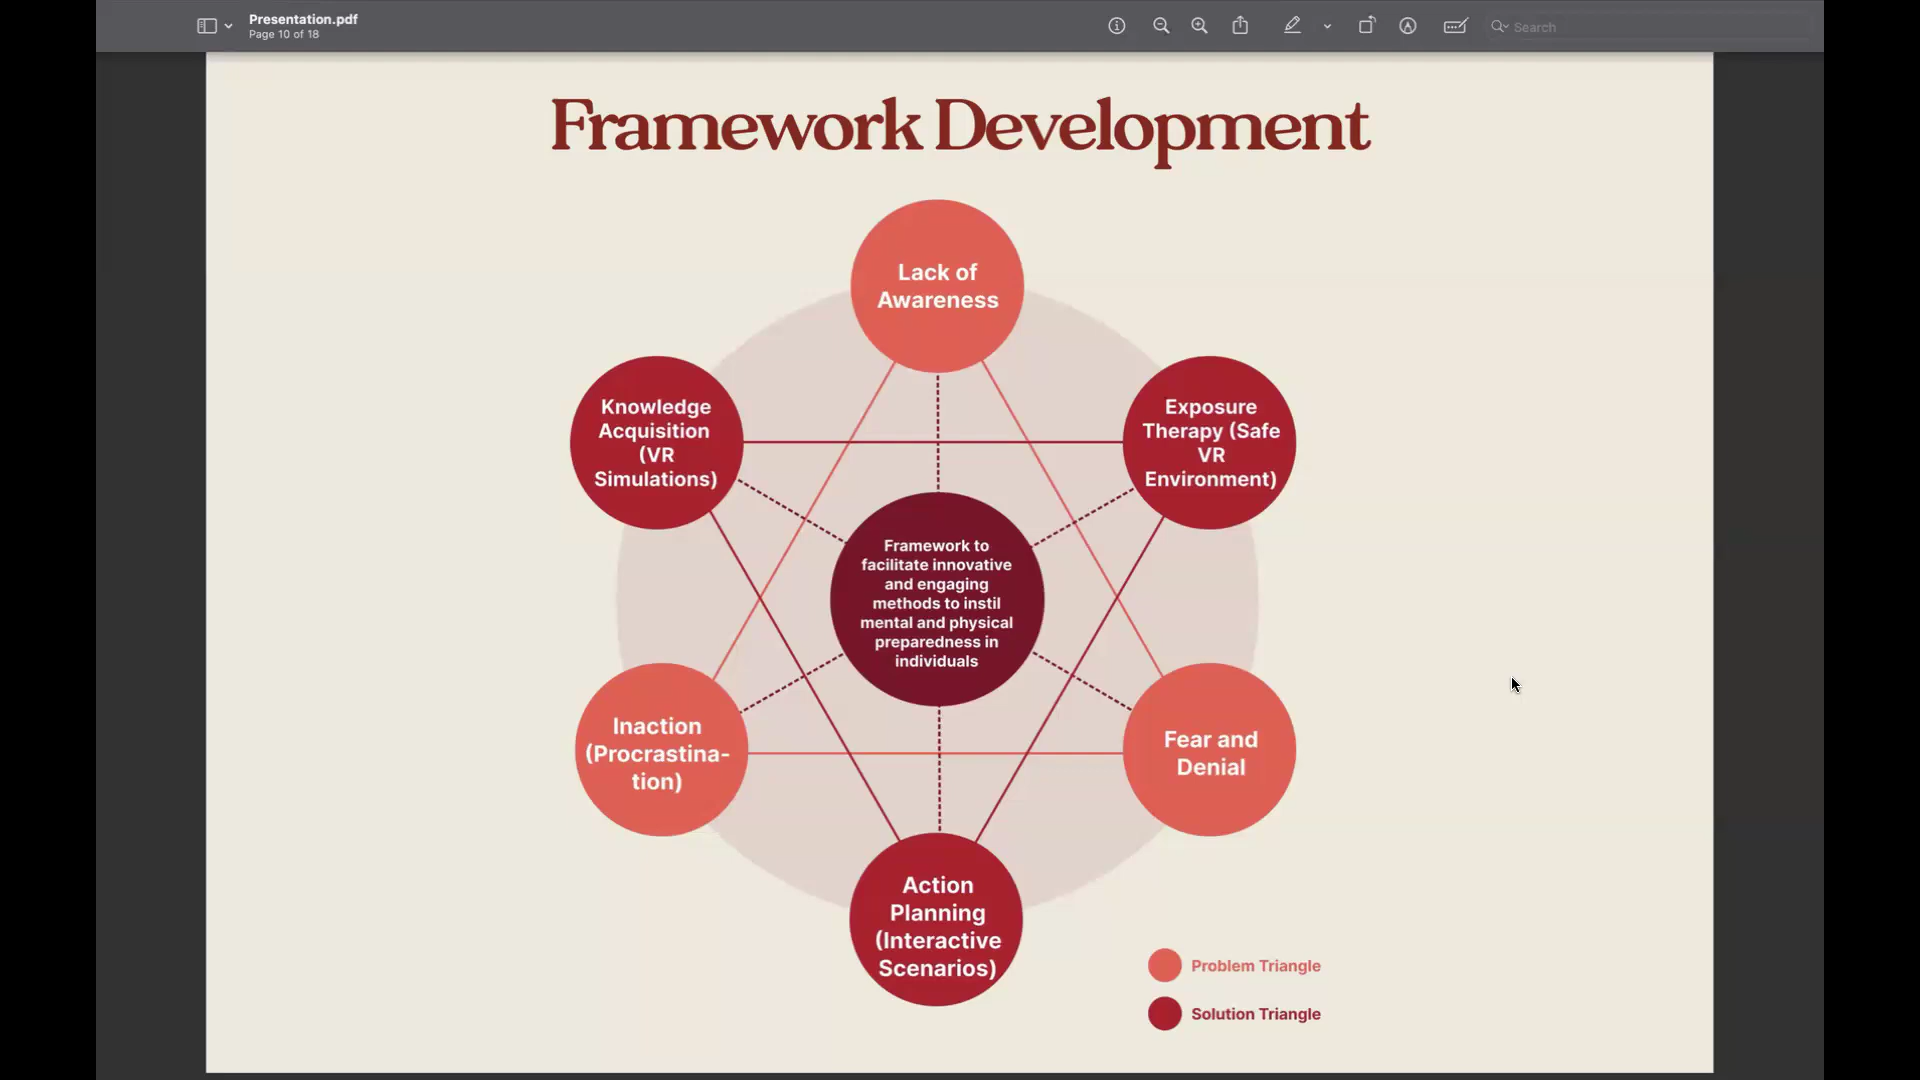 Presentation.pdf
Page 10 of 18
Search
Framework Development
Lack of
Awareness
Knowledge
Acquisition
(VR
Simulations)
Exposure
Therapy (Safe
VR
Environment)
Framework to
facilitate innovative
and engaging
methods to instil
mental and physical
preparedness in
individuals
Inaction
(Procrastina-
tion)
Fear and
Denial
Action
Planning
(Interactive
Scenarios)
Problem Triangle
Solution Triangle